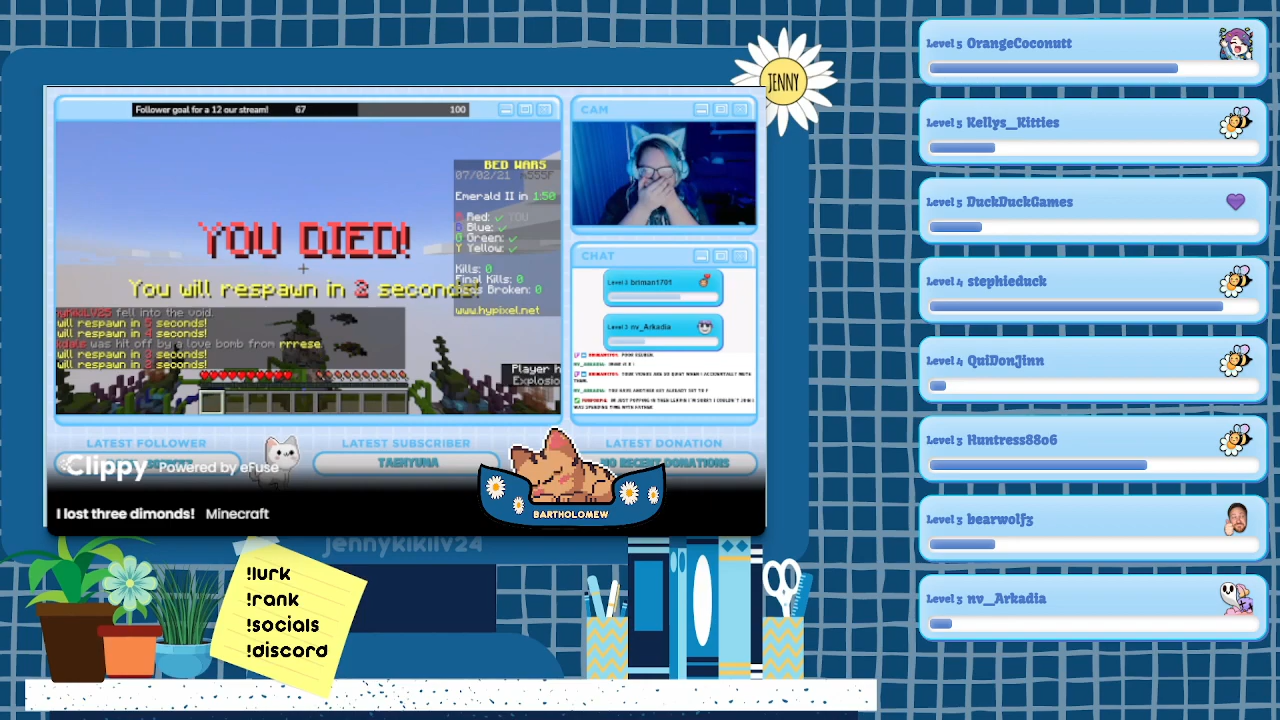 JENNY
Follower goal for a 12 our stream! 67 100
CAM
BED WARS
07/02/21
Emerald II in 1:50
R Red: ✓ YOU
Blue: ✓
G Green: ✓
Y Yellow: ✓
Kills: 0
Final Kills: 0
Broken: 0
www.hypixel.net
YOU DIED!
You will respawn in 2 seconds
fell into the void.
will respawn in 5 seconds!
will respawn in 4 seconds!
was hit off by a love bomb from rrrese.
will respawn in 3 seconds!
will respawn in 2 seconds!
Player h
Explosio
CHAT
Level 3 briman1701
Level 3 nv_Arkadia
LATEST FOLLOWER
LATEST SUBSCRIBER
TAEHYUNA
LATEST DONATION
NO RECENT DONATIONS
Clippy Powered by eFuse
I lost three dimonds! Minecraft
BARTHOLOMEW
jennykikilv24
!lurk
!rank
!socials
!discord
Level 5 OrangeCoconutt
Level 5 Kellys_Kitties
Level 5 DuckDuckGames
Level 4 stephieduck
Level 4 QuiDonJinn
Level 3 Huntress8806
Level 3 bearwolf3
Level 3 nv_Arkadia